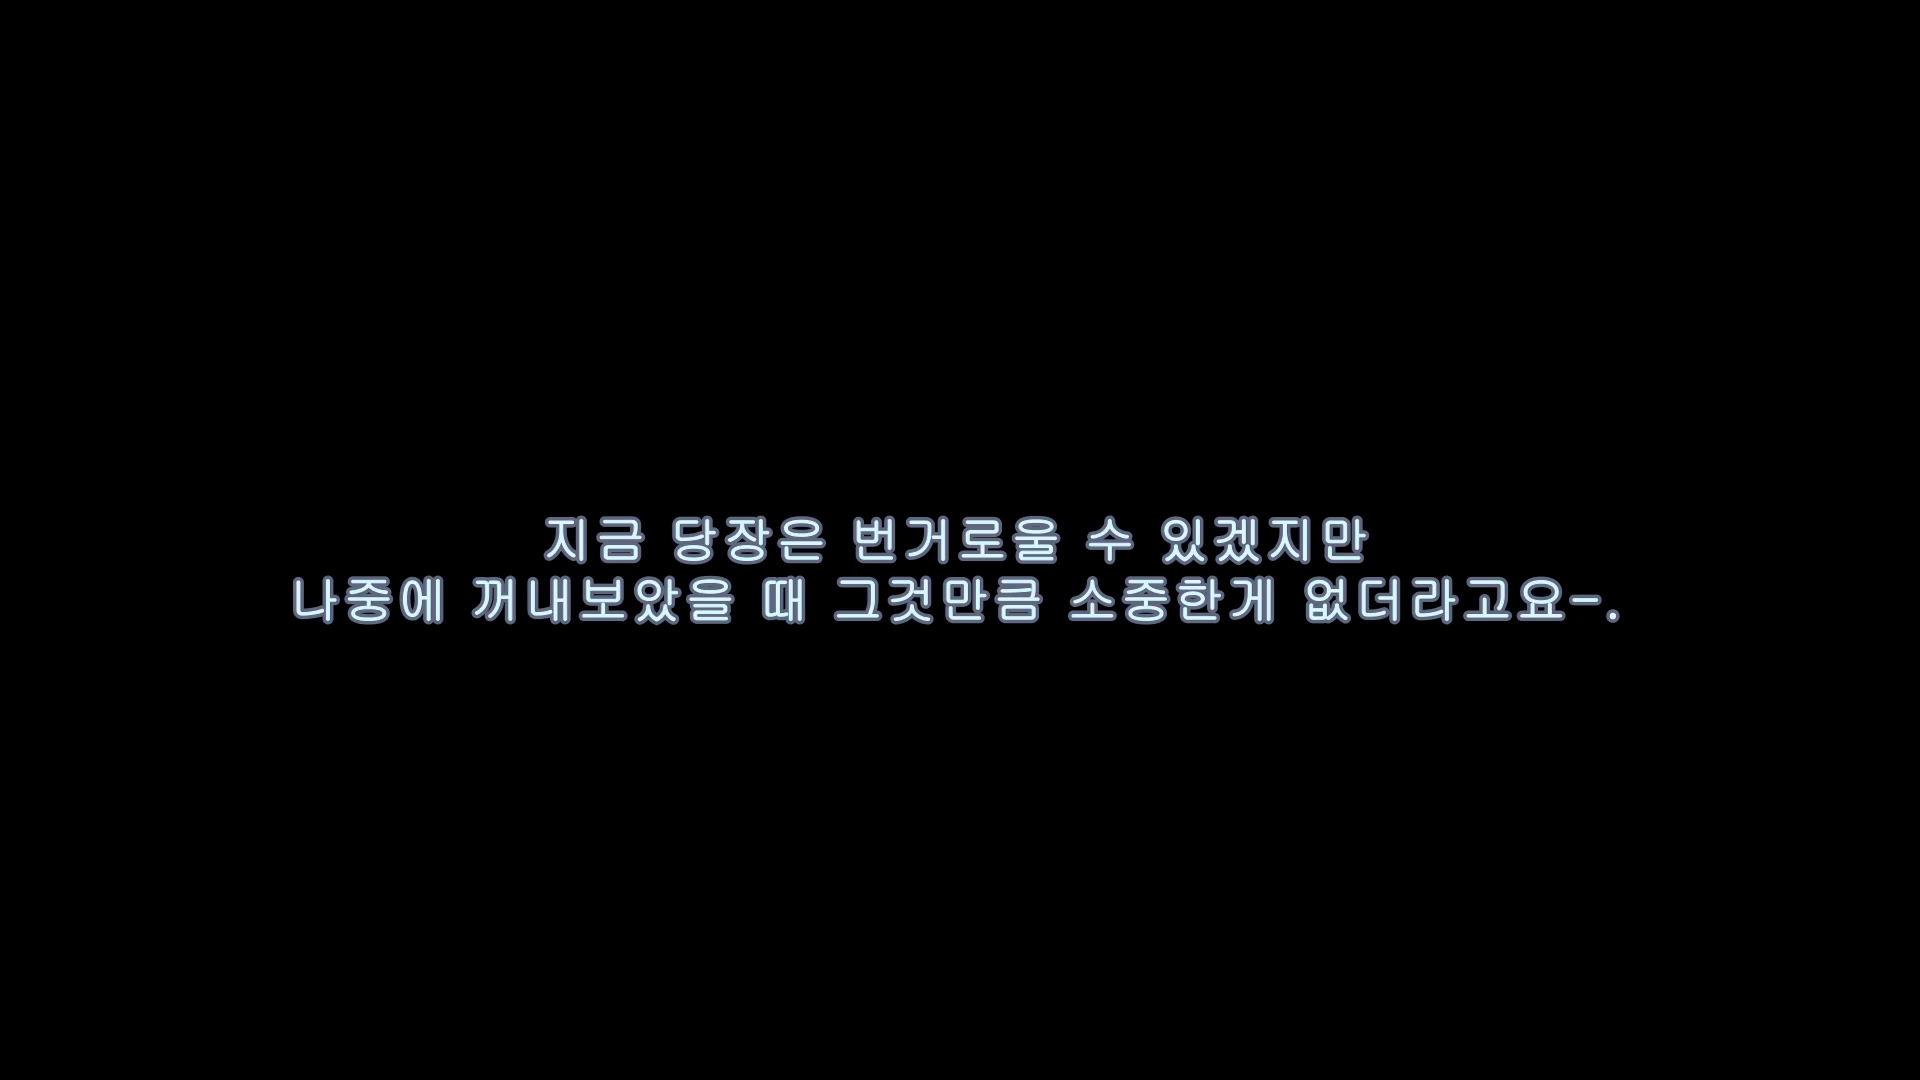 지금 당장은 번거로울 수 있겠지만
나중에 꺼내보았을 때 그것만큼 소중한게 없더라고요-.